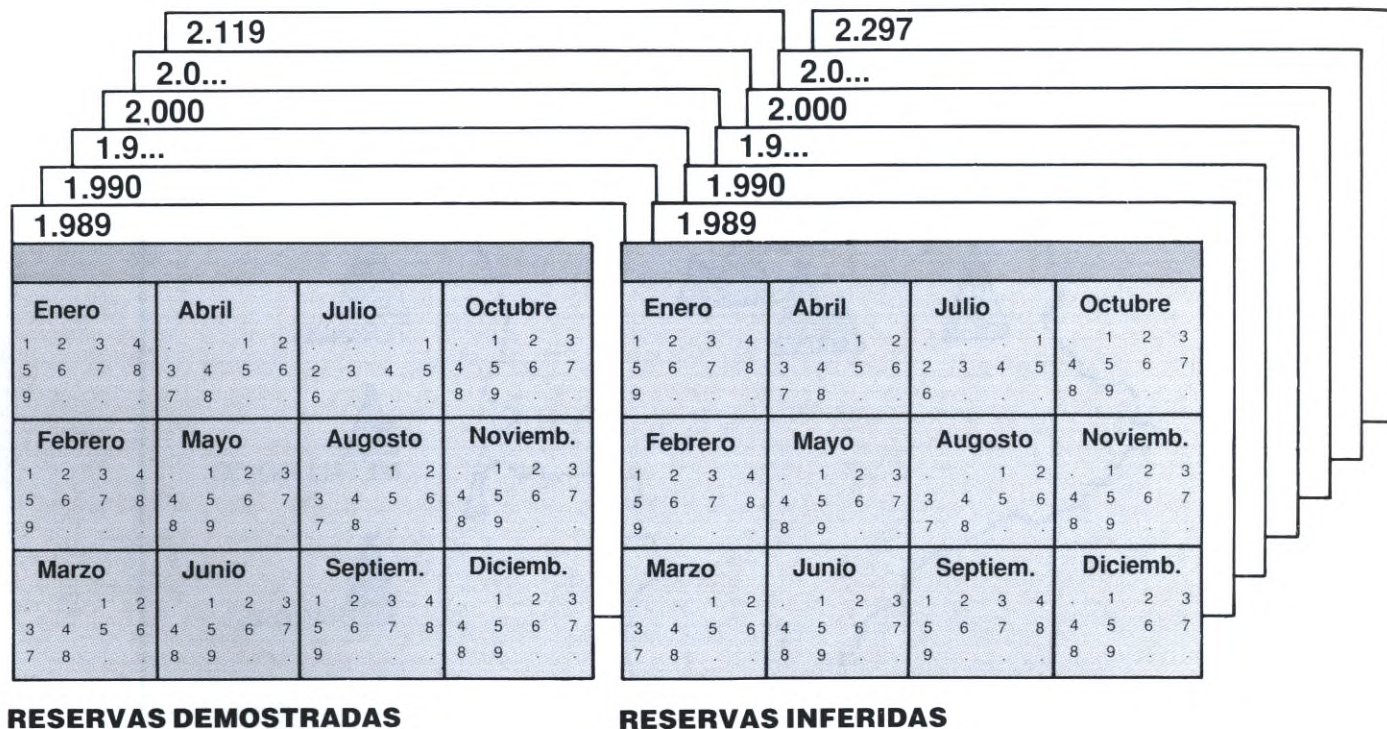 2.119
2.0...
2.000
1.9...
1.990
1.989
Enero Abril Julio Octubre
1 2 3 4 . . 1 2 . . . 1 . 1 2 3
5 6 7 8 3 4 5 6 2 3 4 5 4 5 6 7
9 . . . 7 8 . . 6 . . . 8 9 . .
Febrero Mayo Augosto Noviemb.
1 2 3 4 . 1 2 3 . . 1 2 . 1 2 3
5 6 7 8 4 5 6 7 3 4 5 6 4 5 6 7
9 . . . 8 9 . . 7 8 . . 8 9 . .
Marzo Junio Septiem. Diciemb.
. . 1 2 . 1 2 3 1 2 3 4 . 1 2 3
3 4 5 6 4 5 6 7 5 6 7 8 4 5 6 7
7 8 . . 8 9 . . 9 . . . 8 9 . .
RESERVAS DEMOSTRADAS
2.297
2.0...
2.000
1.9...
1.990
1.989
Enero Abril Julio Octubre
1 2 3 4 . . 1 2 . . . 1 . 1 2 3
5 6 7 8 3 4 5 6 2 3 4 5 4 5 6 7
9 . . . 7 8 . . 6 . . . 8 9 . .
Febrero Mayo Augosto Noviemb.
1 2 3 4 . 1 2 3 . . 1 2 . 1 2 3
5 6 7 8 4 5 6 7 3 4 5 6 4 5 6 7
9 . . . 8 9 . . 7 8 . . 8 9 . .
Marzo Junio Septiem. Diciemb.
. . 1 2 . 1 2 3 1 2 3 4 . 1 2 3
3 4 5 6 4 5 6 7 5 6 7 8 4 5 6 7
7 8 . . 8 9 . . 9 . . . 8 9 . .
RESERVAS INFERIDAS